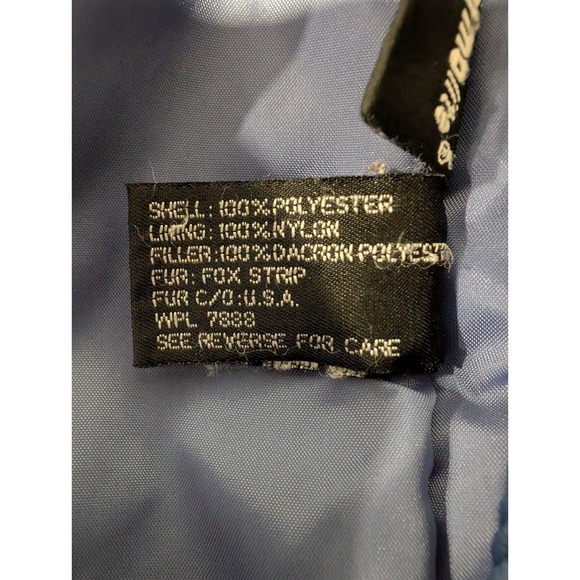 SHELL: 100% POLYESTER
LINING: 100% NYLON
FILLER: 100% DACRON POLYEST
FUR: FOX STRIP
FUR C/O: U.S.A.
WPL 7888
SEE REVERSE FOR CARE